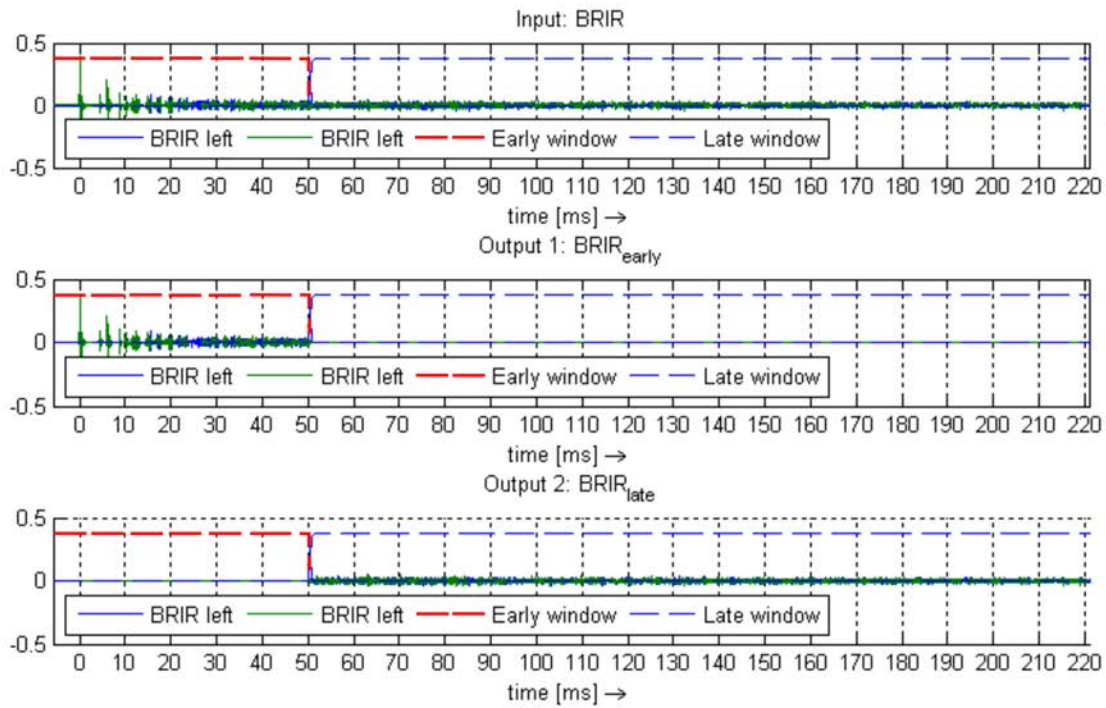 Input: BRIR
0.5
0
-0.5
BRIR left BRIR left Early window Late window
0 10 20 30 40 50 60 70 80 90 100 110 120 130 140 150 160 170 180 190 200 210 220
time [ms] →
Output 1: BRIR_early
0.5
0
-0.5
BRIR left BRIR left Early window Late window
0 10 20 30 40 50 60 70 80 90 100 110 120 130 140 150 160 170 180 190 200 210 220
time [ms] →
Output 2: BRIR_late
0.5
0
-0.5
BRIR left BRIR left Early window Late window
0 10 20 30 40 50 60 70 80 90 100 110 120 130 140 150 160 170 180 190 200 210 220
time [ms] →